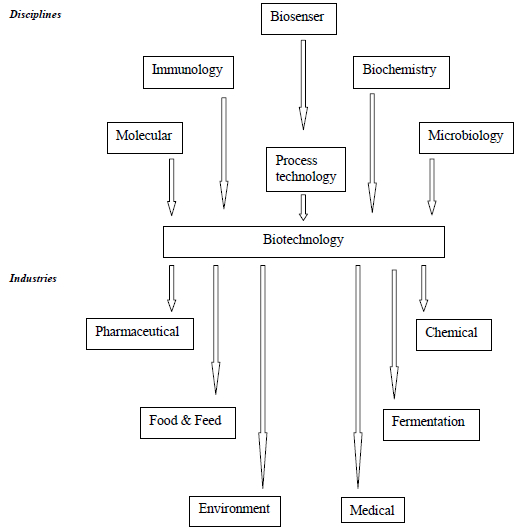 Disciplines
Biosenser
Immunology
Biochemistry
Molecular
Microbiology
Process
technology
Biotechnology
Industries
Pharmaceutical
Chemical
Food & Feed
Fermentation
Environment
Medical